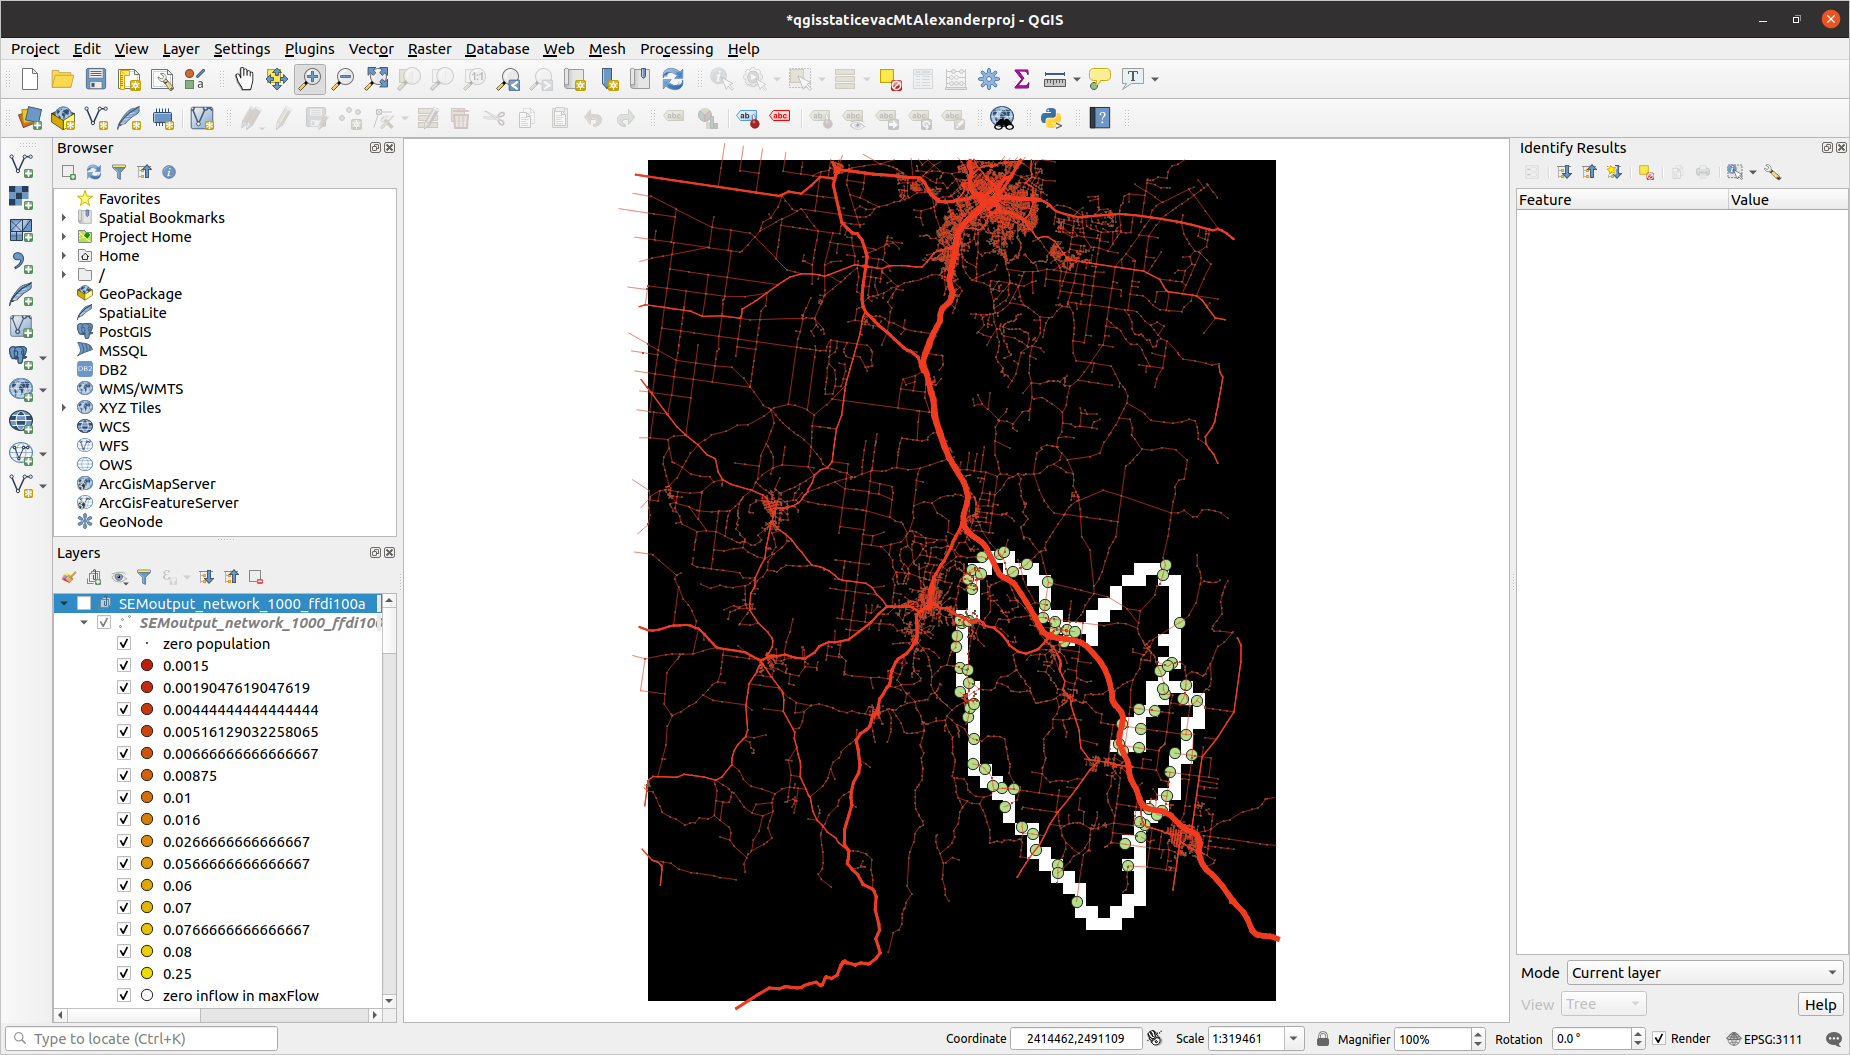 *qgisstaticevacMtAlexanderproj - QGIS
Project Edit View Layer Settings Plugins Vector Raster Database Web Mesh Processing Help
Browser
Favorites
Spatial Bookmarks
Project Home
Home
/
GeoPackage
SpatiaLite
PostGIS
MSSQL
DB2
WMS/WMTS
XYZ Tiles
WCS
WFS
OWS
ArcGisMapServer
ArcGisFeatureServer
GeoNode
Layers
SEMoutput_network_1000_ffdi100a
SEMoutput_network_1000_ffdi10
zero population
0.0015
0.0019047619047619
0.00444444444444444
0.00516129032258065
0.00666666666666667
0.00875
0.01
0.016
0.0266666666666667
0.0566666666666667
0.06
0.07
0.0766666666666667
0.08
0.25
zero inflow in maxFlow
Identify Results
Feature Value
Mode Current layer
View Tree Help
Type to locate (Ctrl+K) Coordinate 2414462,2491109 Scale 1:319461 Magnifier 100% Rotation 0.0 ° Render EPSG:3111